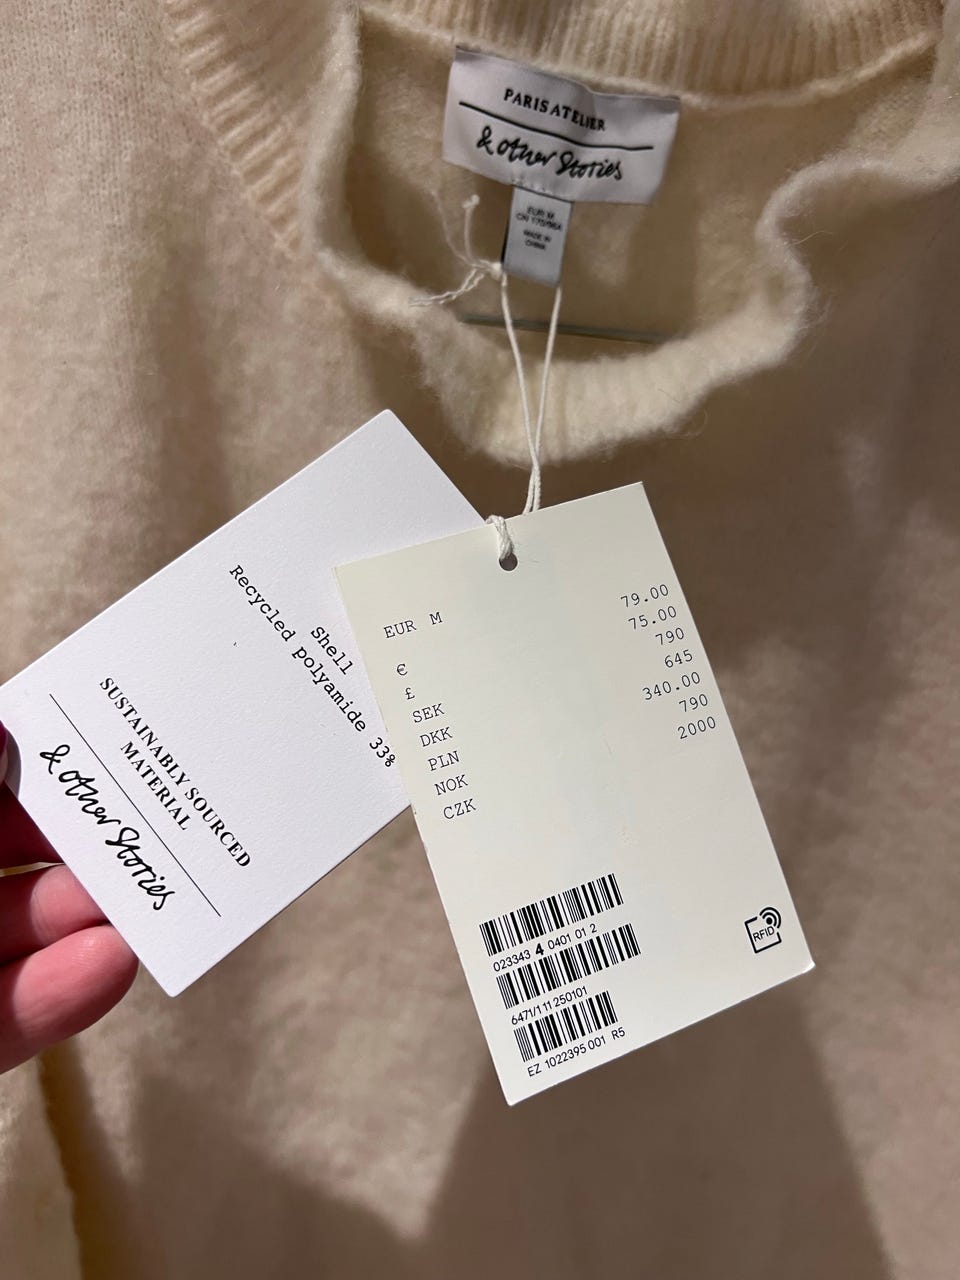 PARIS ATELIER
& other Stories
EUR M
CN 175/96A
MADE IN
CHINA
Shell
Recycled polyamide 33%
SUSTAINABLY SOURCED
MATERIAL
& other Stories
EUR M
€ 79.00
£ 75.00
SEK 790
DKK 645
PLN 340.00
NOK 790
CZK 2000
023343 4 0401 01 2
6471/1 11 250101
EZ 1022395 001 R5
RFID